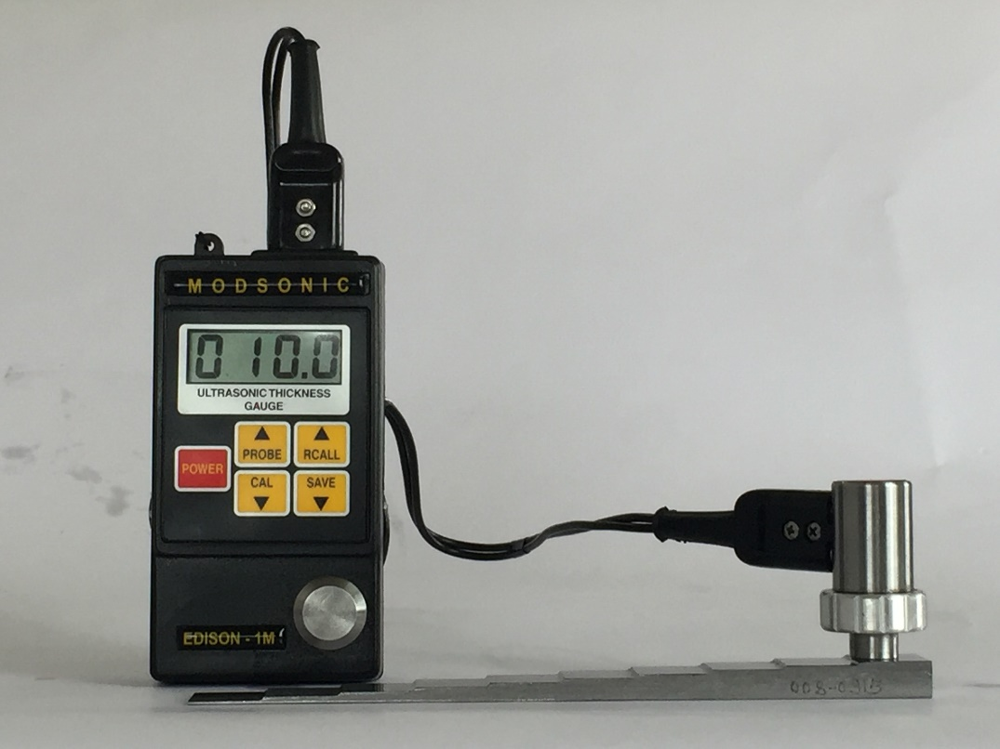 MODSONIC
010.0
ULTRASONIC THICKNESS
GAUGE
POWER
PROBE
RCALL
CAL
SAVE
EDISON - 1M